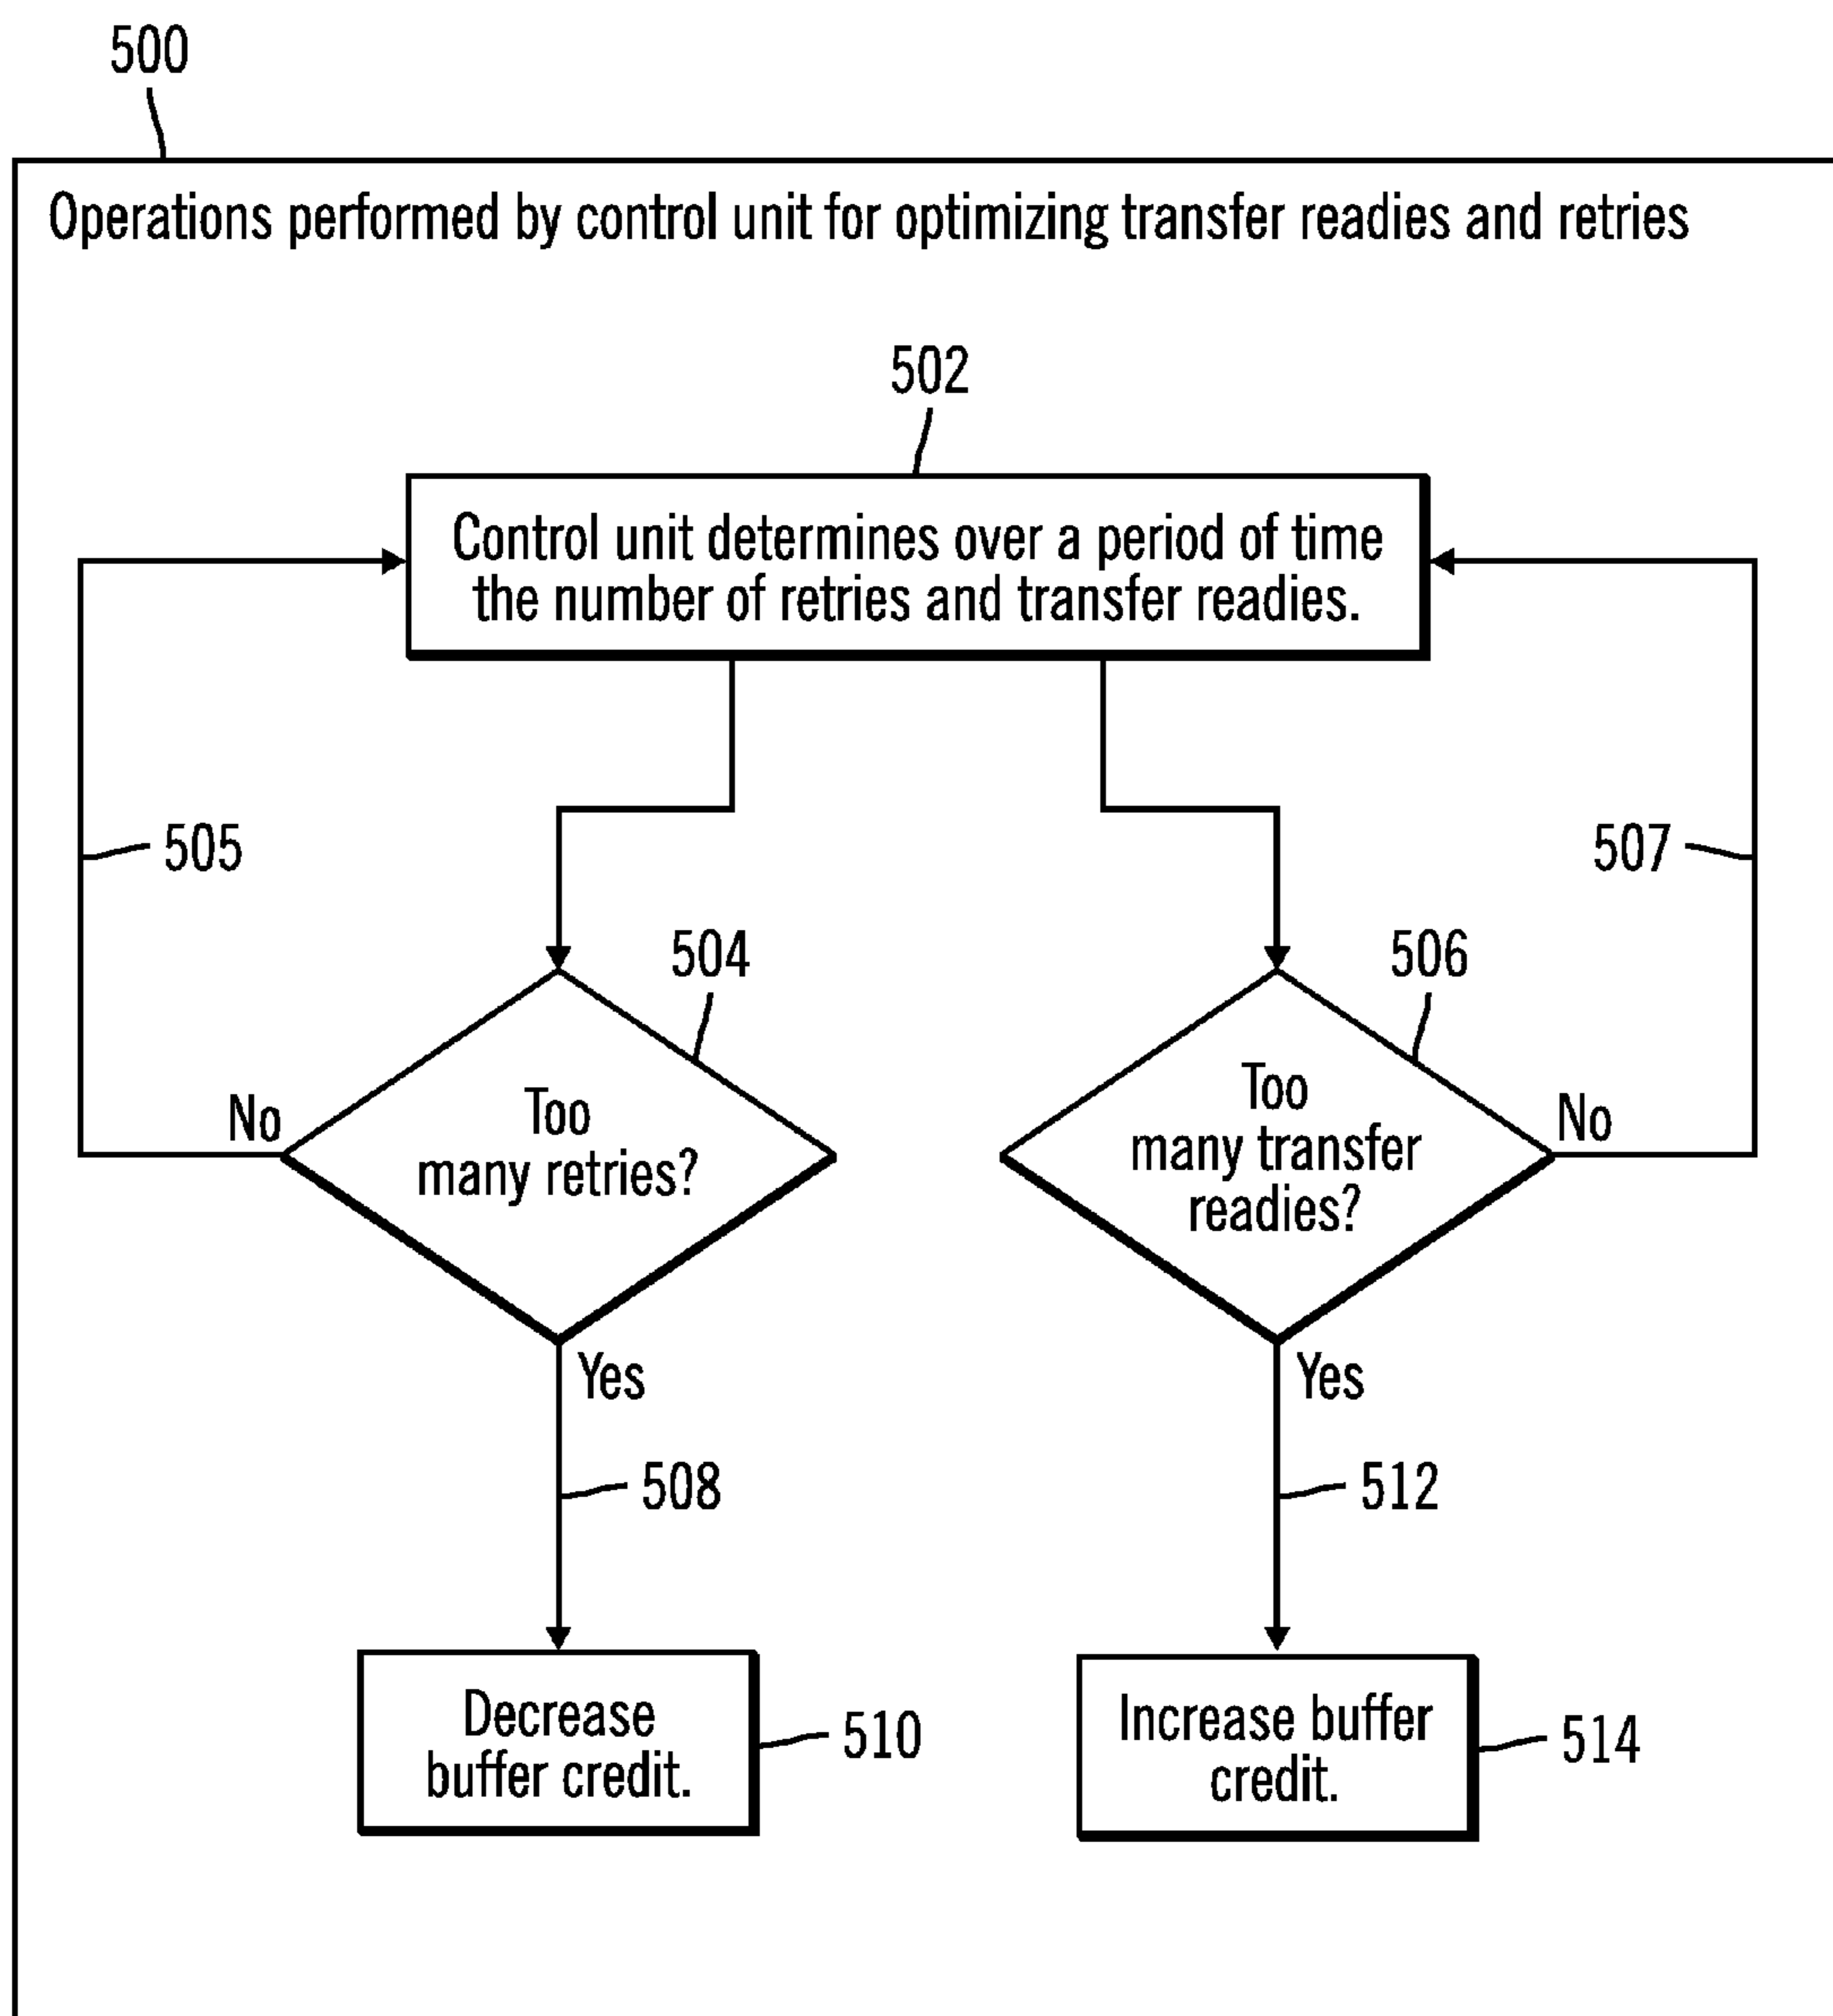 500
Operations performed by control unit for optimizing transfer readies and retries
502
Control unit determines over a period of time
the number of retries and transfer readies.
505
507
504
506
No
Too
many retries?
Too
many transfer
readies?
No
Yes
Yes
508
512
Decrease
buffer credit.
510
Increase buffer
credit.
514